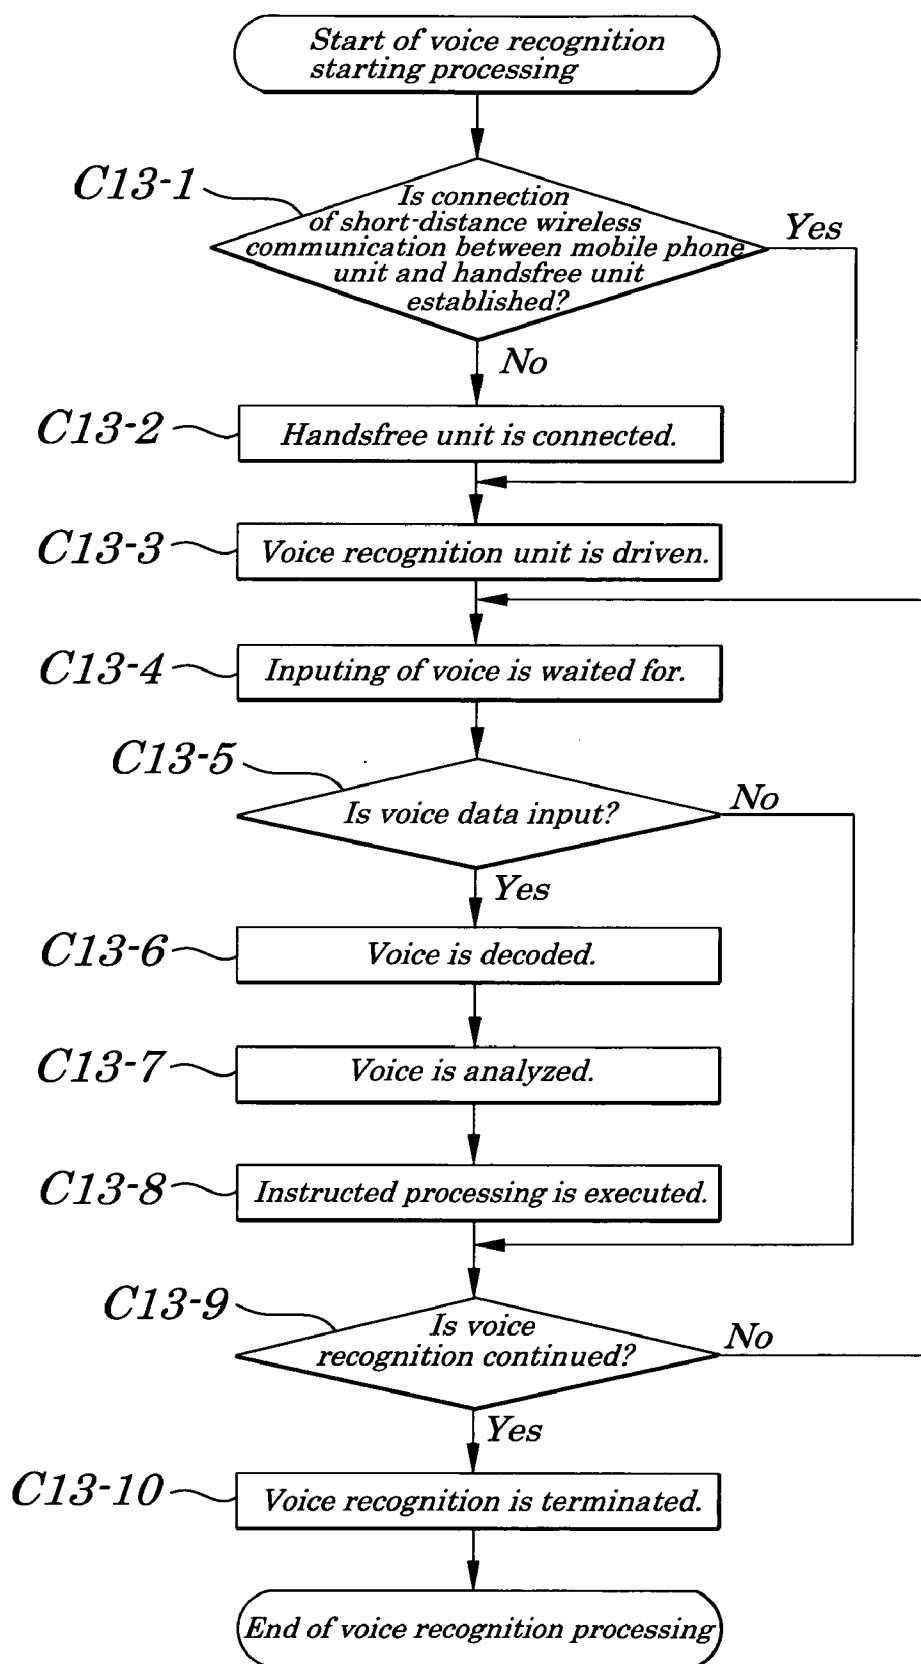 Start of voice recognition
starting processing
C13-1
Is connection
of short-distance wireless
communication between mobile phone
unit and handsfree unit
established?
Yes
No
C13-2
Handsfree unit is connected.
C13-3
Voice recognition unit is driven.
C13-4
Inputing of voice is waited for.
C13-5
Is voice data input?
No
Yes
C13-6
Voice is decoded.
C13-7
Voice is analyzed.
C13-8
Instructed processing is executed.
C13-9
Is voice
recognition continued?
No
Yes
C13-10
Voice recognition is terminated.
End of voice recognition processing